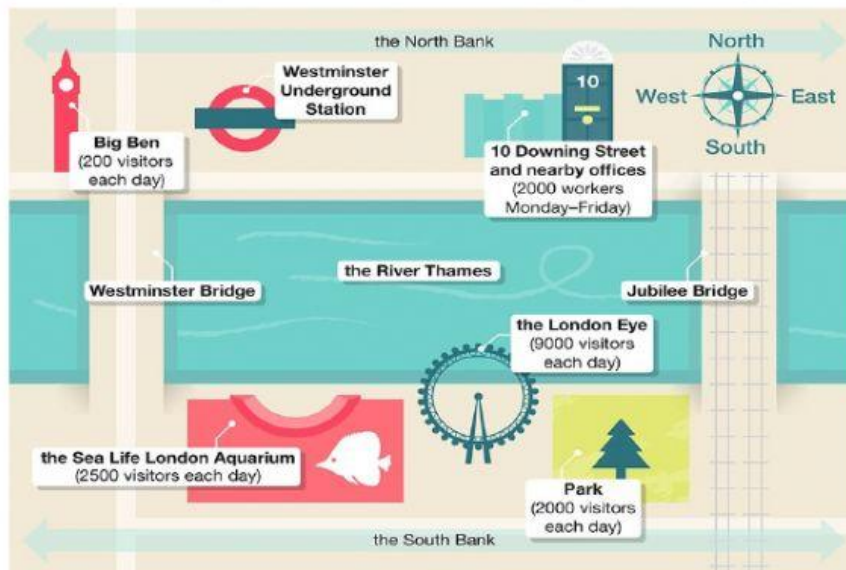 the North Bank
North
West
East
South
Westminster
Underground
Station
10
Big Ben
(200 visitors
each day)
10 Downing Street
and nearby offices
(2000 workers
Monday–Friday)
the River Thames
Westminster Bridge
Jubilee Bridge
the London Eye
(9000 visitors
each day)
the Sea Life London Aquarium
(2500 visitors each day)
Park
(2000 visitors
each day)
the South Bank